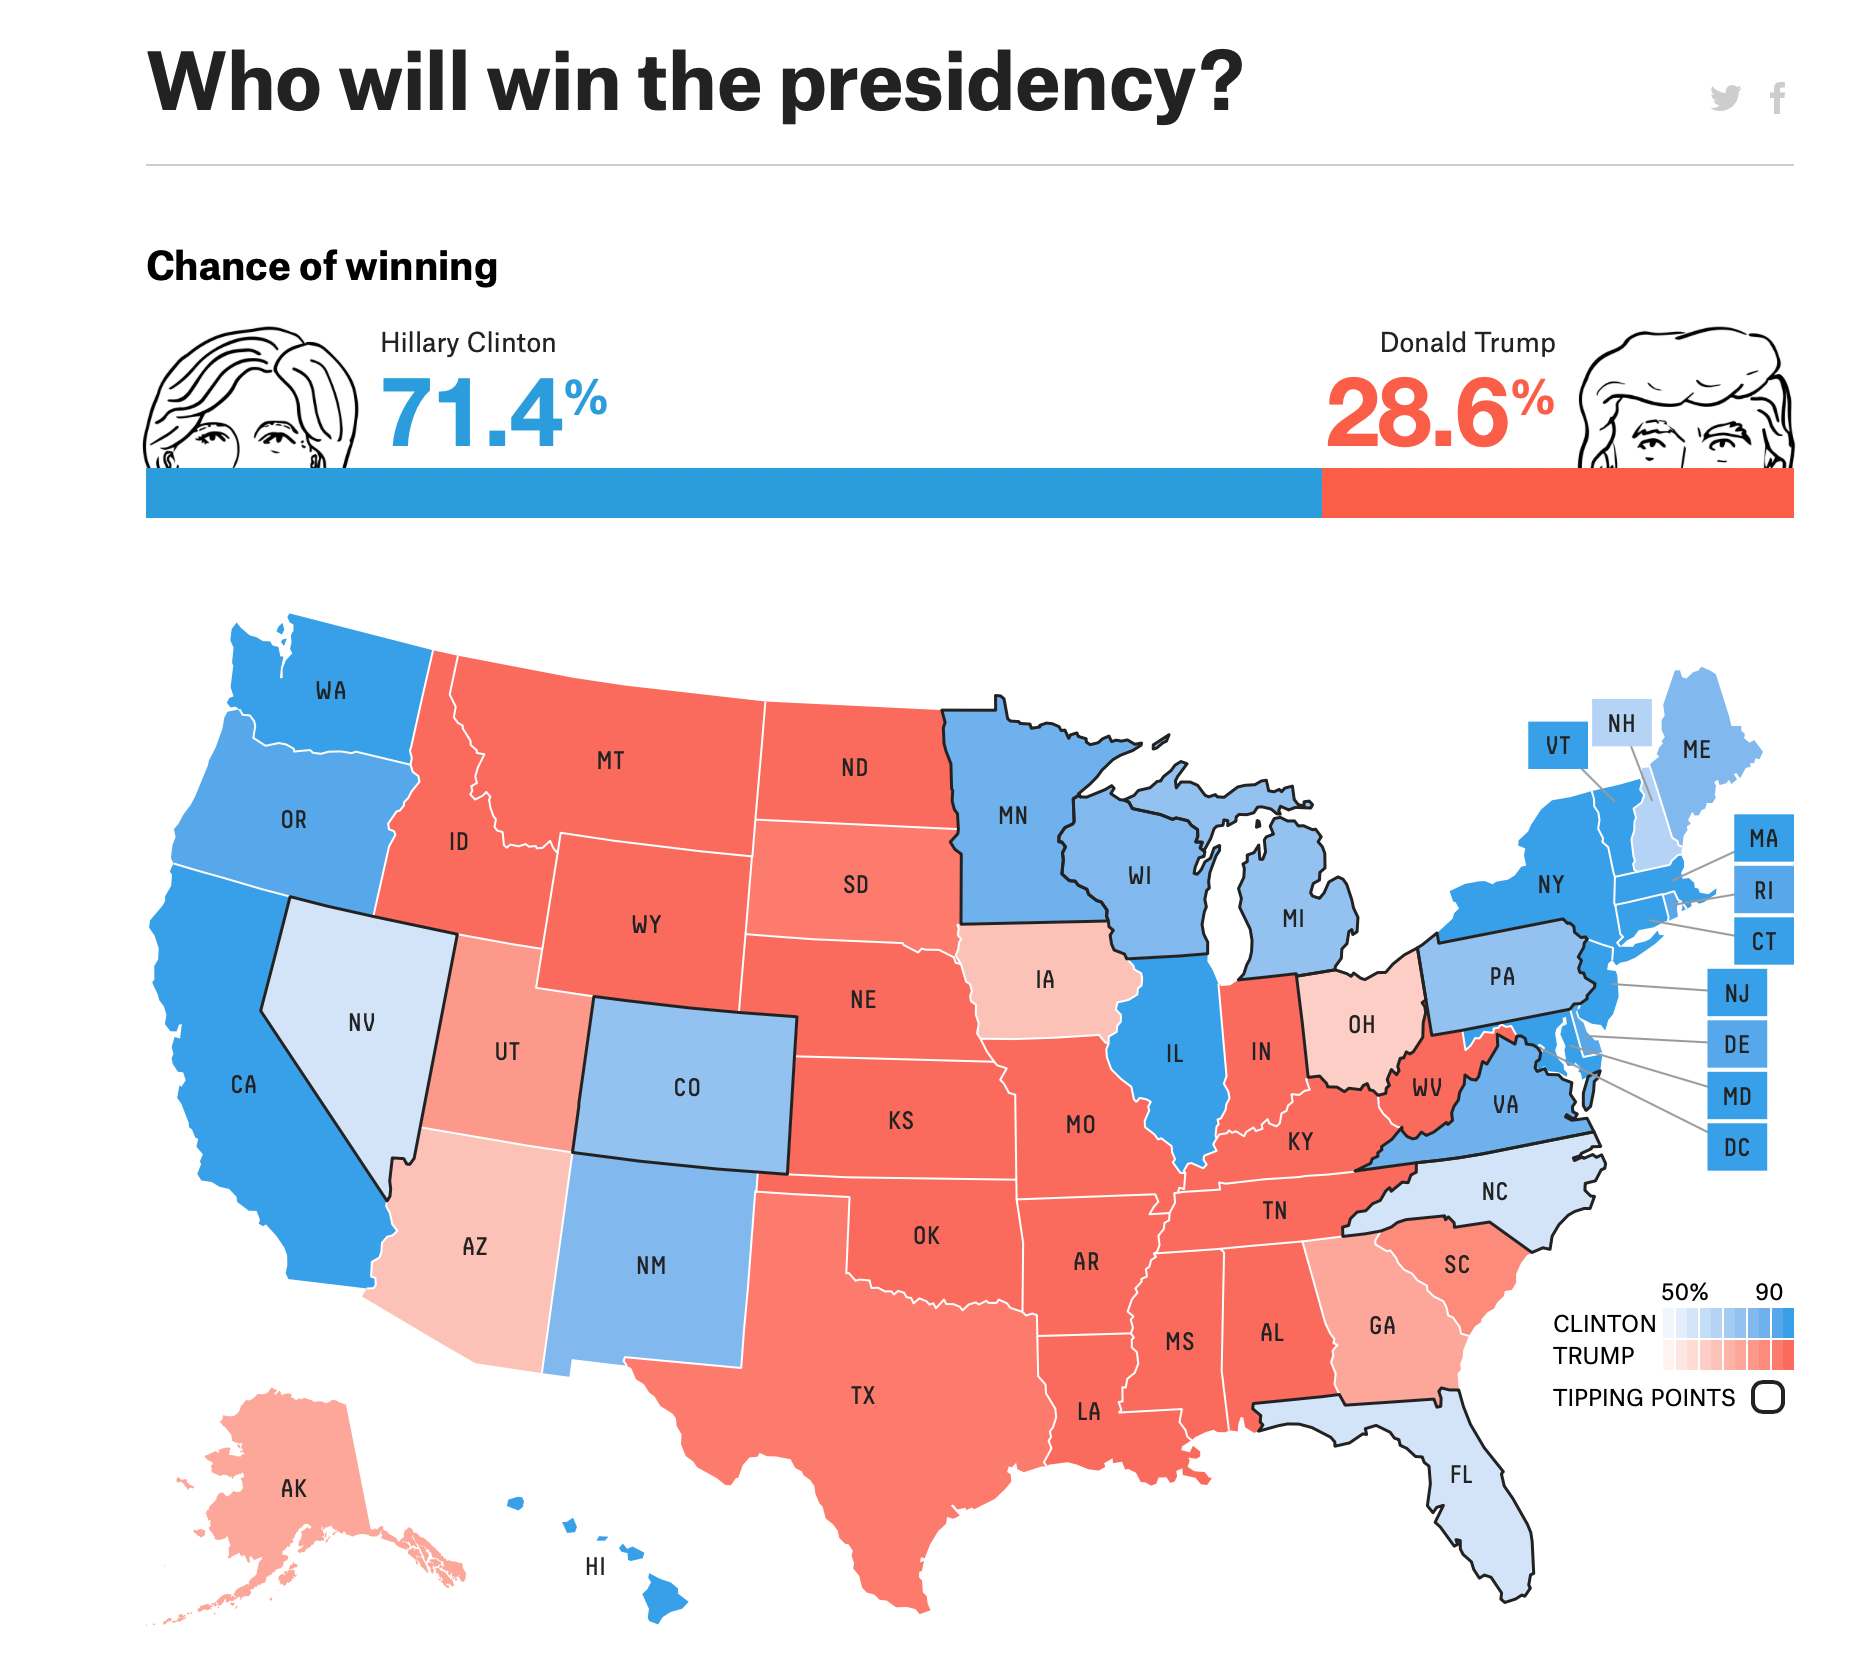 Who will win the presidency?
Chance of winning
Hillary Clinton
71.4%
Donald Trump
28.6%
WA
OR
CA
NV
ID
MT
WY
UT
AZ
CO
NM
ND
SD
NE
KS
OK
TX
MN
IA
MO
AR
LA
WI
IL
MI
IN
OH
KY
TN
MS
AL
GA
FL
SC
NC
VA
WV
PA
NY
VT
NH
ME
MA
RI
CT
NJ
DE
MD
DC
AK
HI
50% 90
CLINTON
TRUMP
TIPPING POINTS